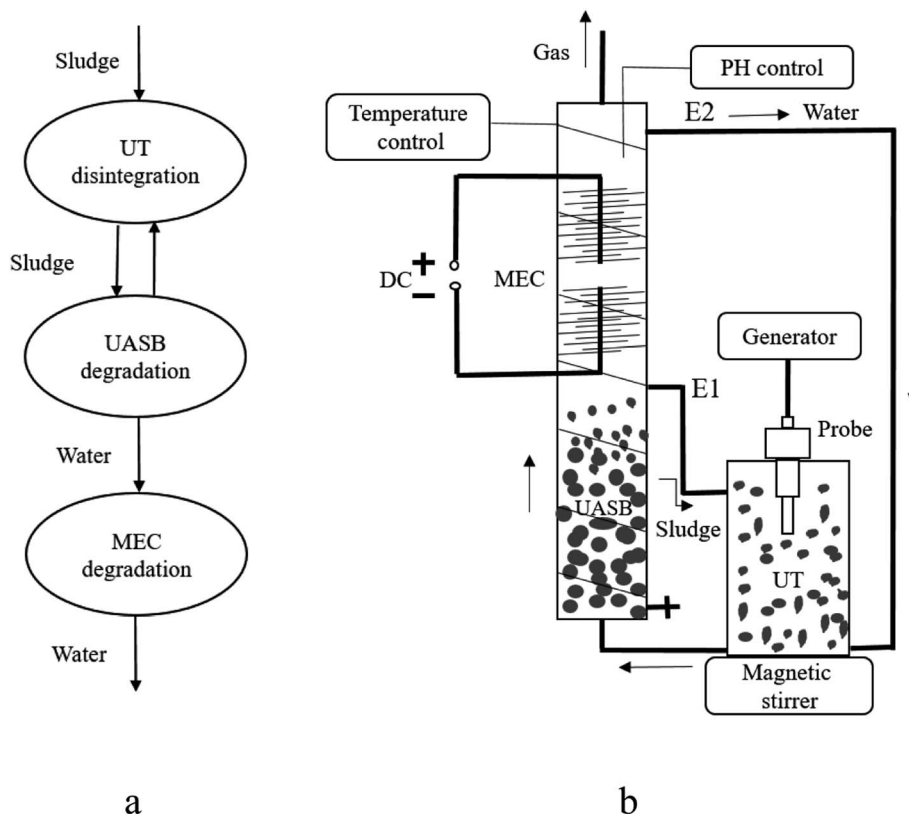 Sludge
UT
disintegration
Sludge
UASB
degradation
Water
MEC
degradation
Water
a
Gas
PH control
Temperature
control
E2
Water
DC
+
−
MEC
Generator
E1
Probe
UASB
Sludge
UT
Magnetic
stirrer
b